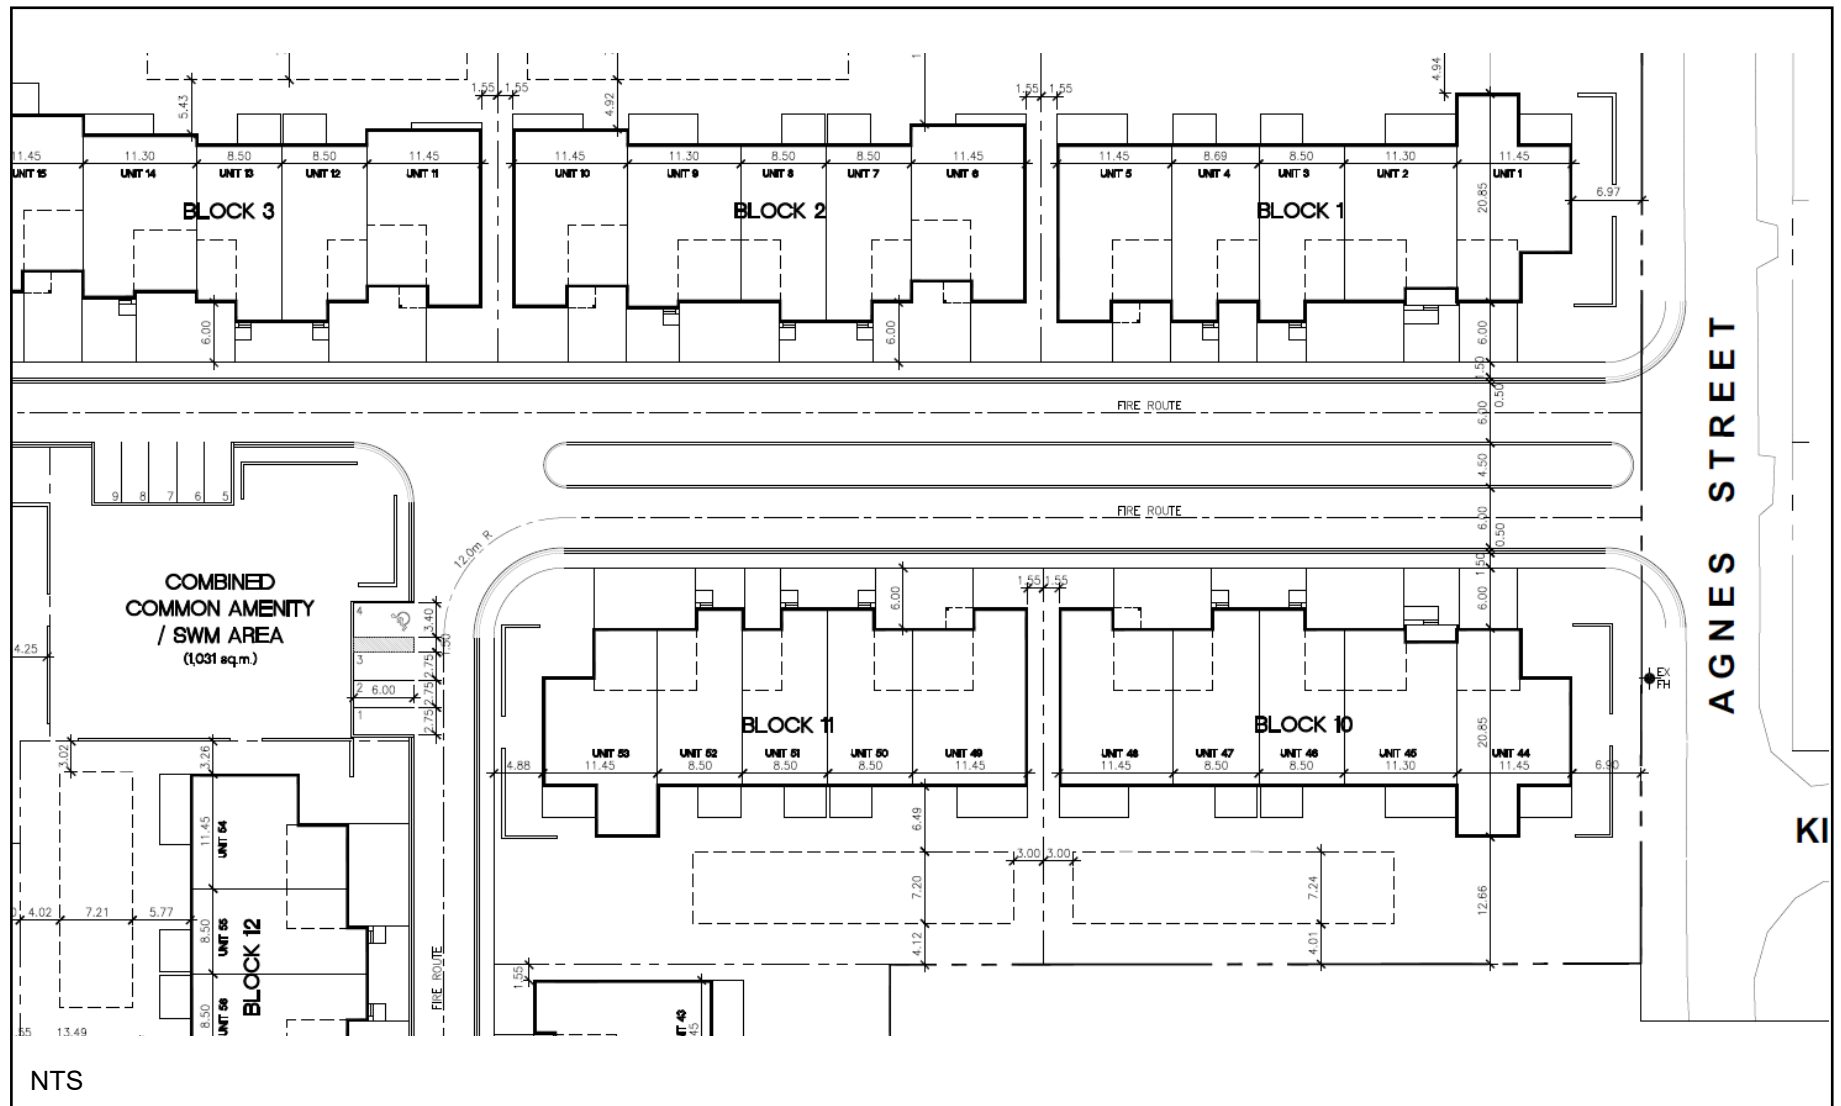 1.55 1.55
1.55 1.55
4.94
5.43
4.92
11.45 11.30 8.50 8.50 11.45
11.45 11.30 8.50 8.50 11.45
11.45 8.69 8.50 11.30 11.45
UNIT 15 UNIT 14 UNIT 13 UNIT 12 UNIT 11
UNIT 10 UNIT 9 UNIT 8 UNIT 7 UNIT 6
UNIT 5 UNIT 4 UNIT 3 UNIT 2 UNIT 1
20.85
6.97
BLOCK 3
BLOCK 2
BLOCK 1
6.00
6.00
6.00
1.50
0.50
FIRE ROUTE
6.00
4.50
FIRE ROUTE
6.00
0.50
1.50
6.00
AGNES STREET
9 8 7 6 5
12.0m R
COMBINED
COMMON AMENITY
/ SWM AREA
(1,031 sq.m.)
4.25
4
3.40
1.50
3
2.75
2 6.00
2.75
1
2.75
1.55 1.55
6.00
EX
FH
BLOCK 11
BLOCK 10
20.85
UNIT 53 UNIT 52 UNIT 51 UNIT 50 UNIT 49
UNIT 48 UNIT 47 UNIT 46 UNIT 45 UNIT 44
4.88 11.45 8.50 8.50 8.50 11.45
11.45 8.50 8.50 11.30 11.45 6.90
3.02
3.26
6.49
KI
11.45
UNIT 54
3.00 3.00
7.20
7.24
12.66
4.02 7.21 5.77
8.50
UNIT 55
BLOCK 12
4.12
4.01
FIRE ROUTE
1.55
8.50
UNIT 56
.55 13.49
IT 43
45
NTS